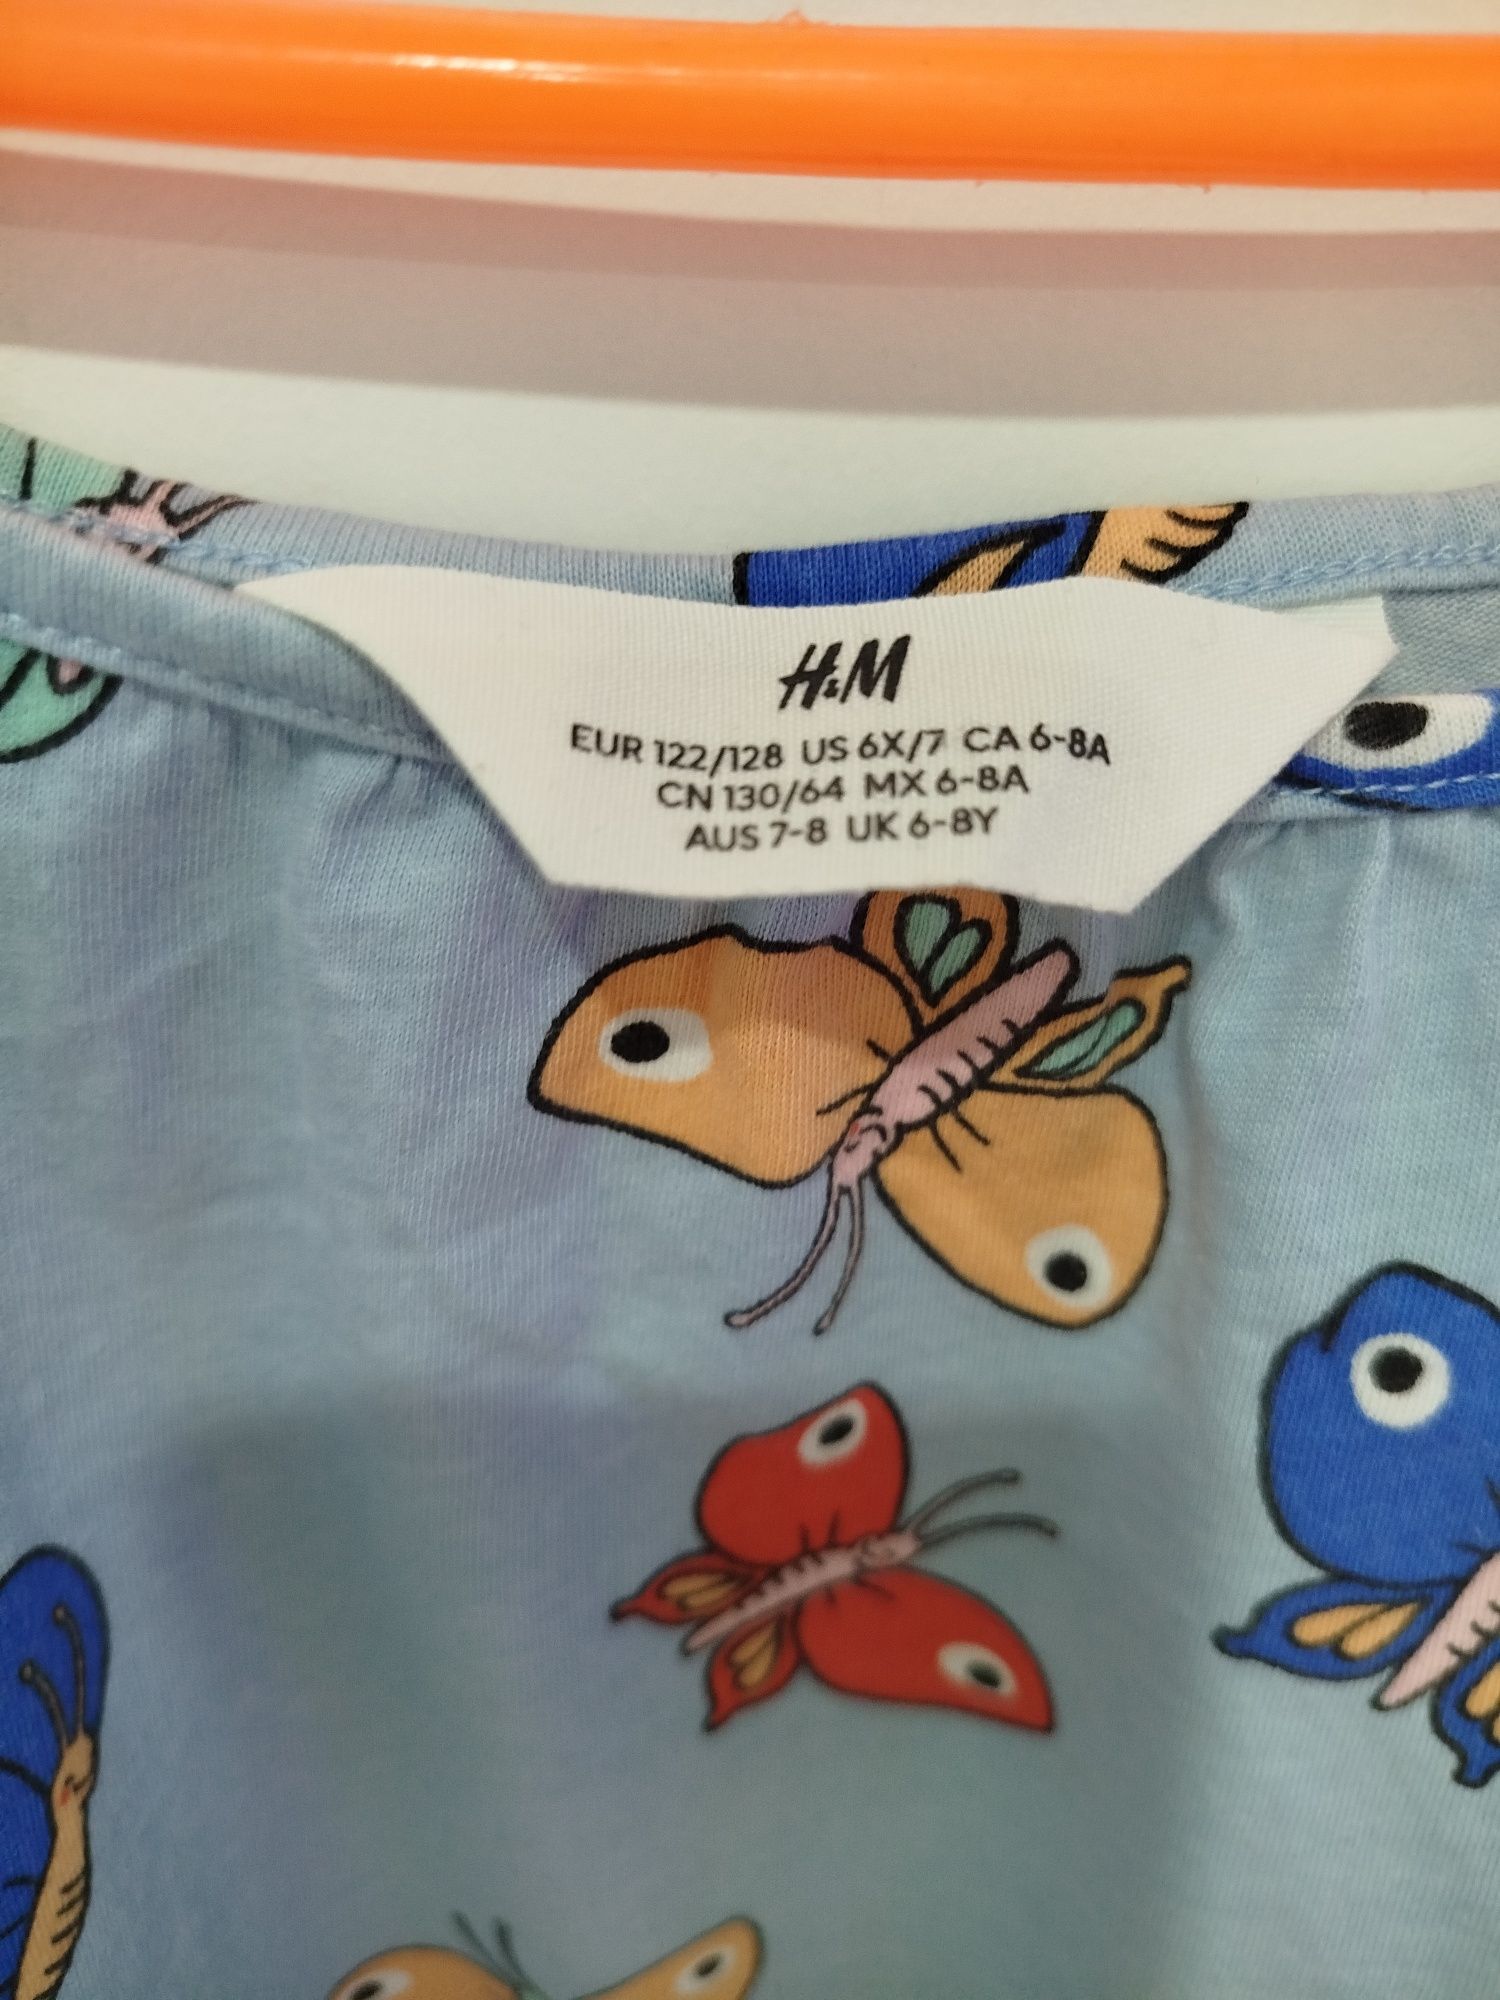 H&M
EUR 122/128 US 6X/7 CA 6-8A
CN 130/64 MX 6-8A
AUS 7-8 UK 6-8Y